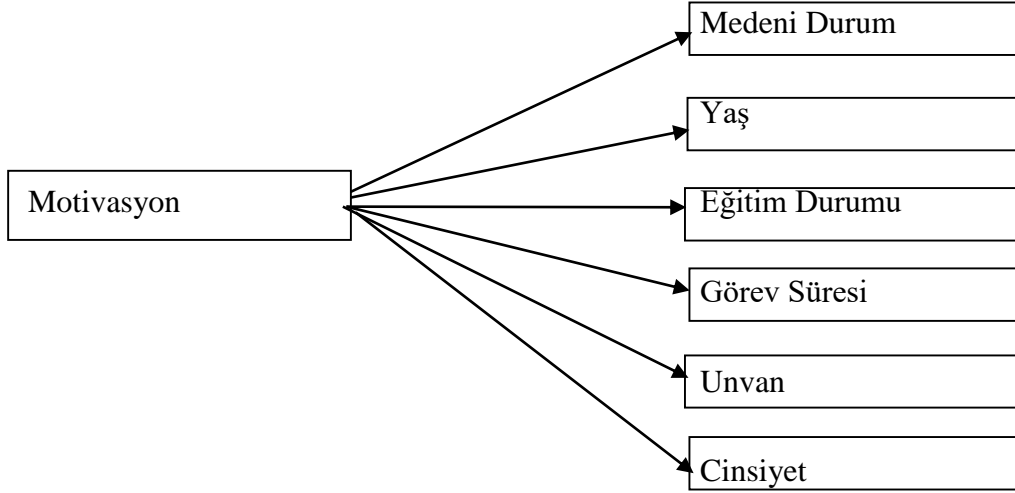 Medeni Durum
Yaş
Motivasyon
Eğitim Durumu
Görev Süresi
Unvan
Cinsiyet